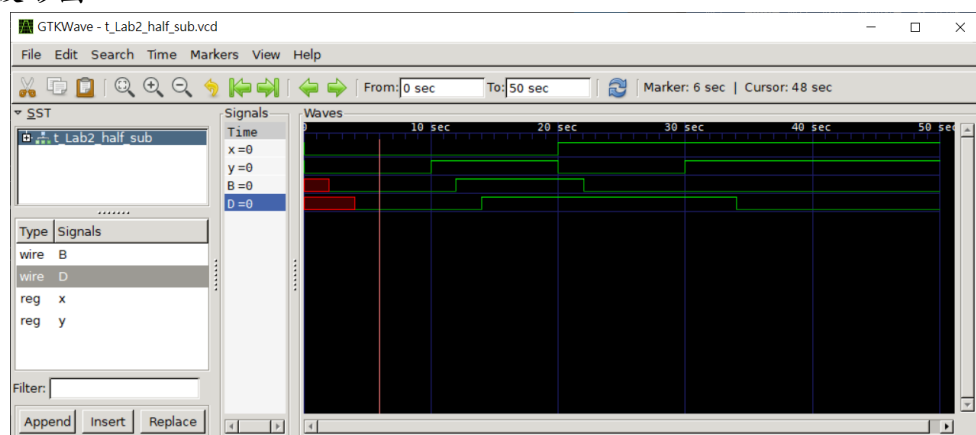 GTKWave - t_Lab2_half_sub.vcd
File Edit Search Time Markers View Help
From: 0 sec To: 50 sec Marker: 6 sec | Cursor: 48 sec
SST
t_Lab2_half_sub
Type Signals
wire B
wire D
reg x
reg y
Filter:
Append Insert Replace
Signals
Time
x=0
y=0
B=0
D=0
Waves
0 10 sec 20 sec 30 sec 40 sec 50 sec